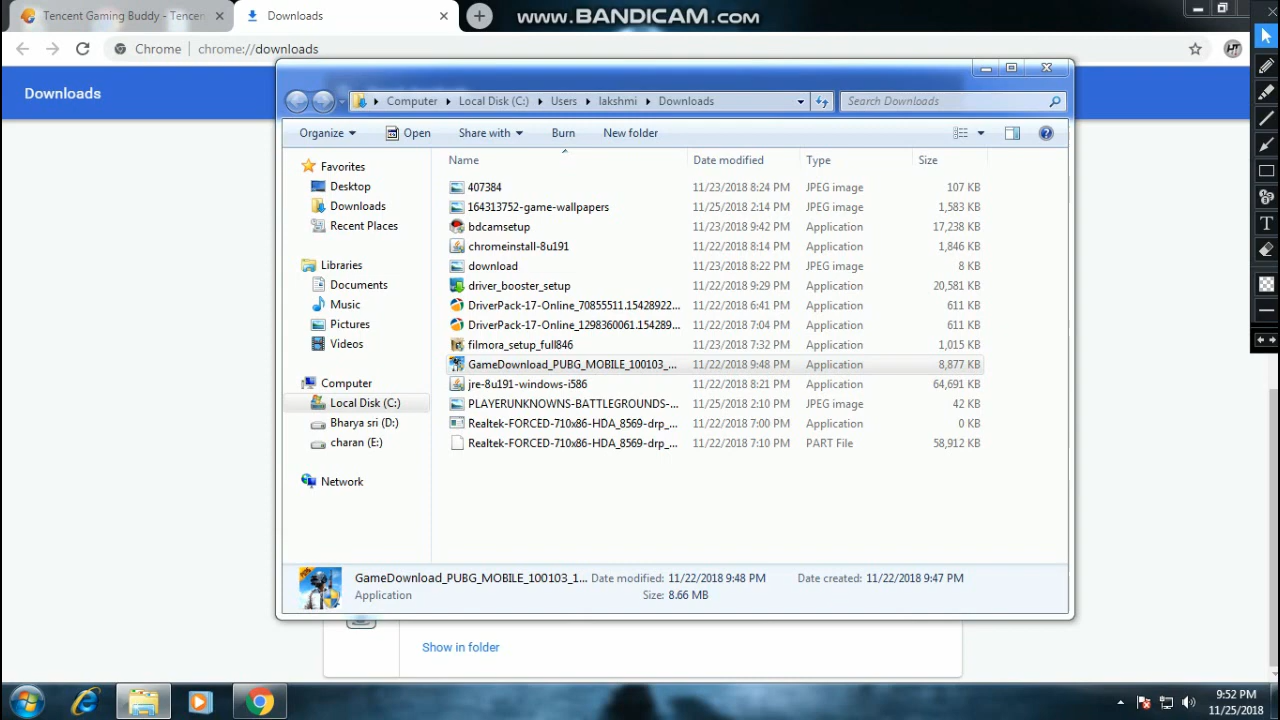 Tencent Gaming Buddy - Tencen
Downloads
www.BANDICAM.com
Chrome
chrome://downloads
Downloads
Computer
Local Disk (C:)
Users
lakshmi
Downloads
Search Downloads
Organize
Open
Share with
Burn
New folder
Name
Date modified
Type
Size
Favorites
Desktop
Downloads
Recent Places
Libraries
Documents
Music
Pictures
Videos
Computer
Local Disk (C:)
Bharya sri (D:)
charan (E:)
Network
407384 11/23/2018 8:24 PM JPEG image 107 KB
164313752-game-wallpapers 11/25/2018 2:14 PM JPEG image 1,583 KB
bdcamsetup 11/23/2018 9:42 PM Application 17,238 KB
chromeinstall-8u191 11/22/2018 8:14 PM Application 1,846 KB
download 11/23/2018 8:22 PM JPEG image 8 KB
driver_booster_setup 11/22/2018 9:29 PM Application 20,581 KB
DriverPack-17-Online_70855511.15428922... 11/22/2018 6:41 PM Application 611 KB
DriverPack-17-Online_1298360061.154289... 11/22/2018 7:04 PM Application 611 KB
filmora_setup_full846 11/23/2018 7:32 PM Application 1,015 KB
GameDownload_PUBG_MOBILE_100103_... 11/22/2018 9:48 PM Application 8,877 KB
jre-8u191-windows-i586 11/22/2018 8:21 PM Application 64,691 KB
PLAYERUNKNOWNS-BATTLEGROUNDS-... 11/25/2018 2:10 PM JPEG image 42 KB
Realtek-FORCED-710x86-HDA_8569-drp_... 11/22/2018 7:00 PM Application 0 KB
Realtek-FORCED-710x86-HDA_8569-drp_... 11/22/2018 7:10 PM PART File 58,912 KB
GameDownload_PUBG_MOBILE_100103_1... Date modified: 11/22/2018 9:48 PM Date created: 11/22/2018 9:47 PM
Application Size: 8.66 MB
Show in folder
9:52 PM
11/25/2018